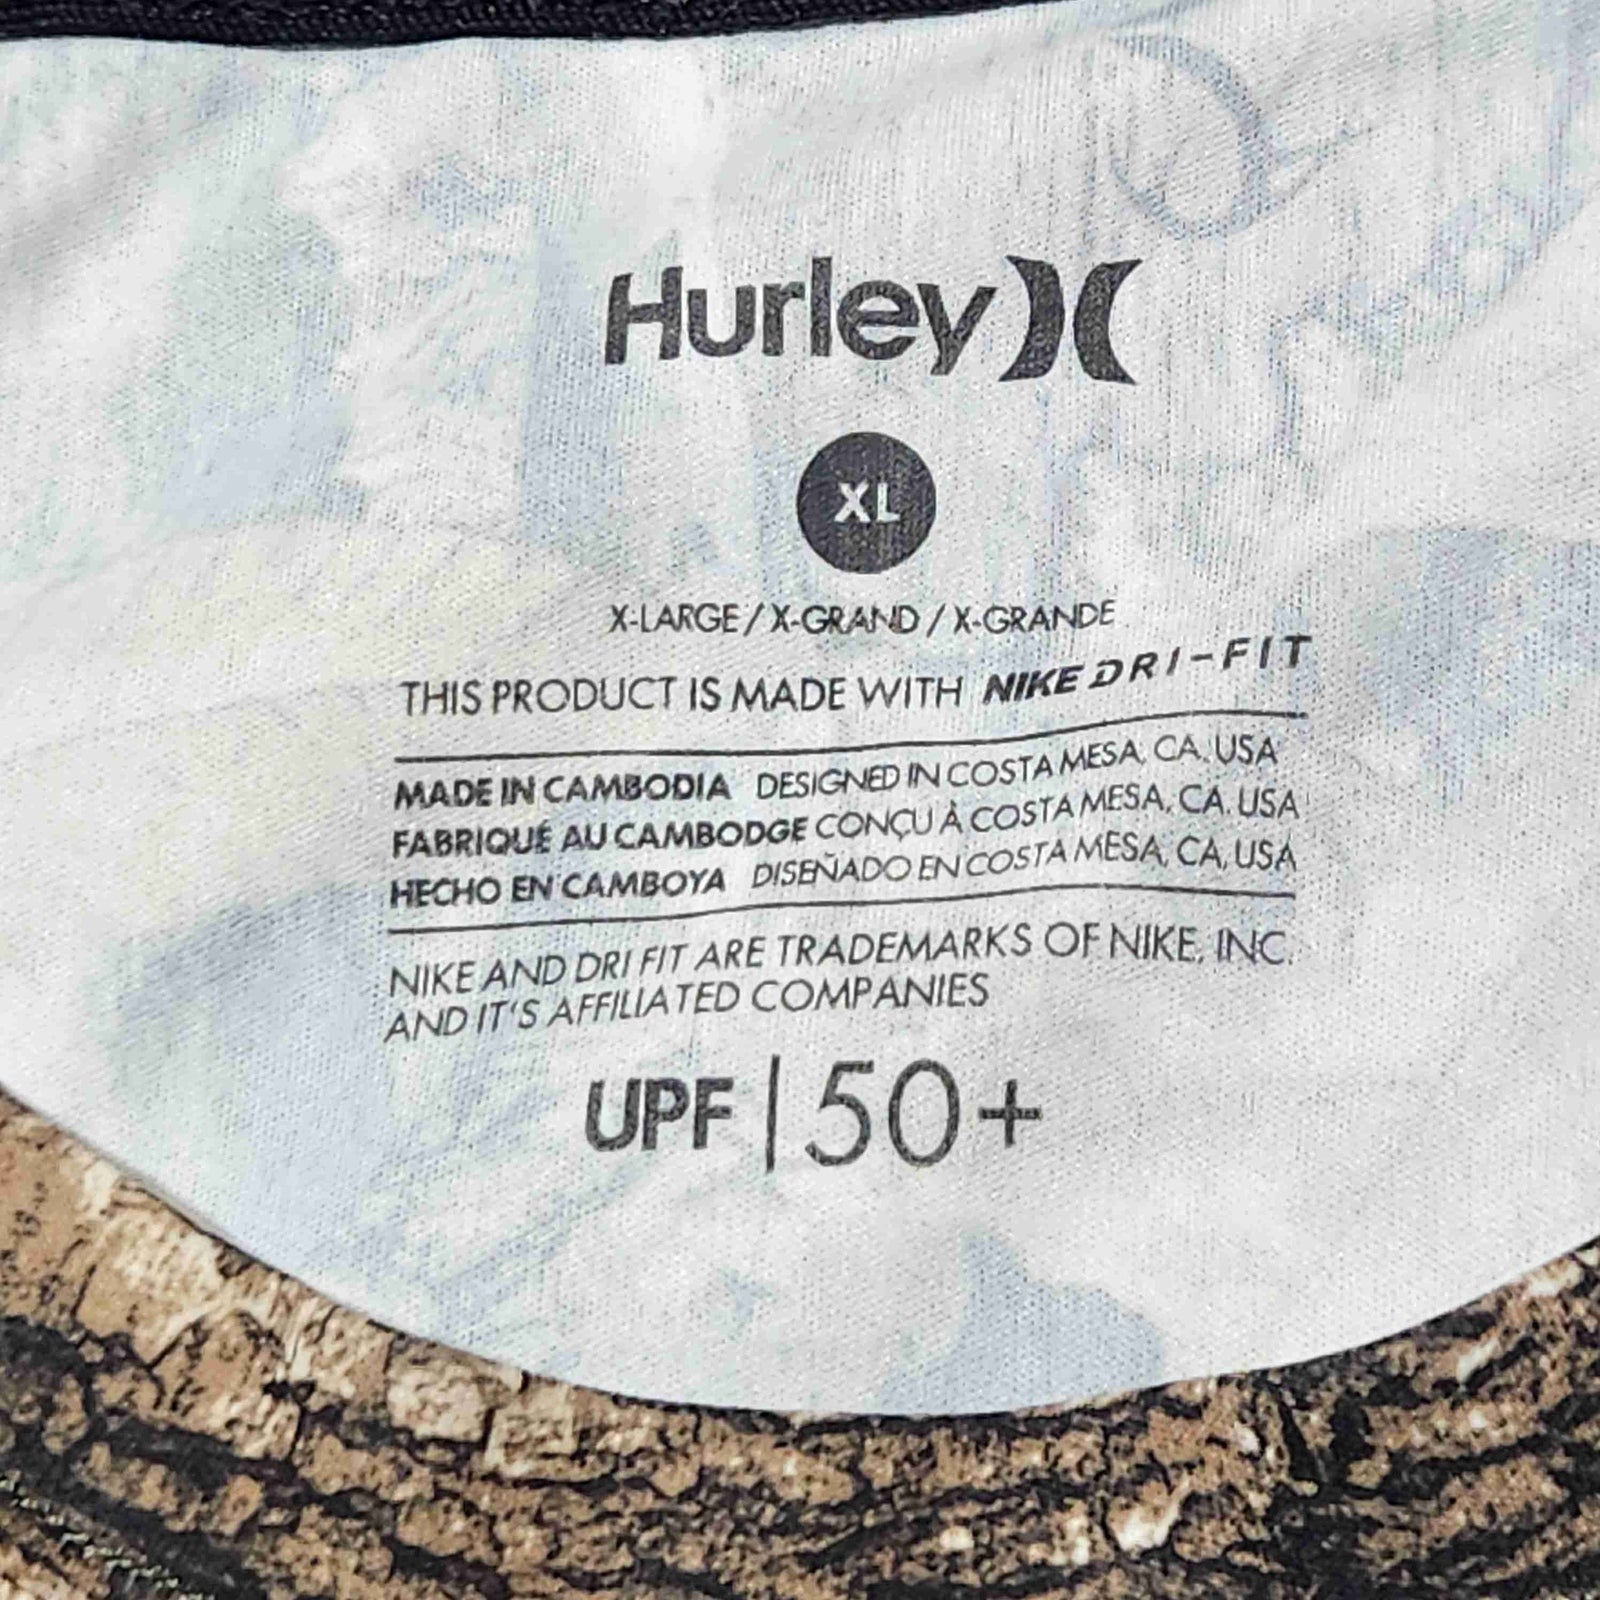 Hurley
XL
X-LARGE / X-GRAND / X-GRANDE
THIS PRODUCT IS MADE WITH NIKE DRI-FIT
MADE IN CAMBODIA DESIGNED IN COSTA MESA, CA. USA
FABRIQUÉ AU CAMBODGE CONÇU À COSTA MESA, CA. USA
HECHO EN CAMBOYA DISEÑADO EN COSTA MESA, CA, USA
NIKE AND DRI FIT ARE TRADEMARKS OF NIKE, INC.
AND IT'S AFFILIATED COMPANIES
UPF | 50+